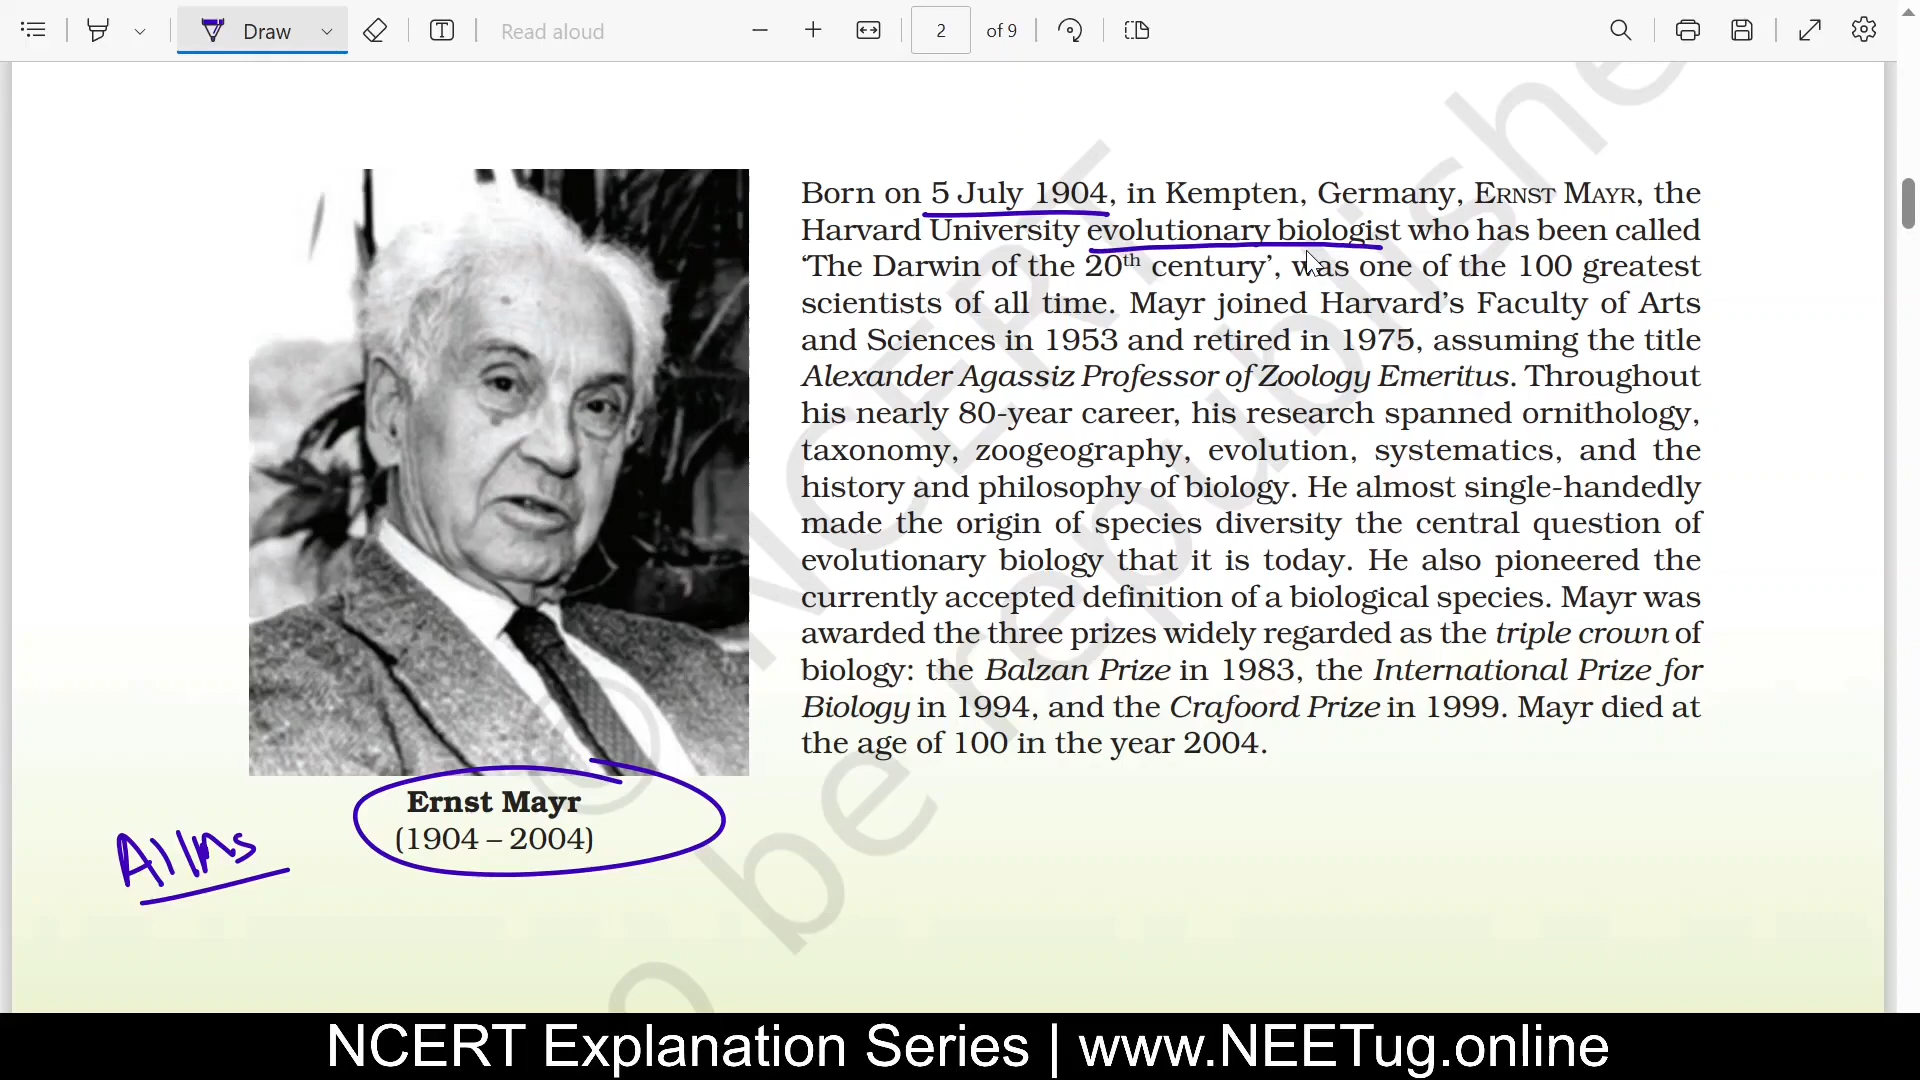 Draw
Read aloud
2
of 9
Born on 5 July 1904, in Kempten, Germany, ERNST MAYR, the
Harvard University evolutionary biologist who has been called
‘The Darwin of the 20th century’, was one of the 100 greatest
scientists of all time. Mayr joined Harvard’s Faculty of Arts
and Sciences in 1953 and retired in 1975, assuming the title
Alexander Agassiz Professor of Zoology Emeritus. Throughout
his nearly 80-year career, his research spanned ornithology,
taxonomy, zoogeography, evolution, systematics, and the
history and philosophy of biology. He almost single-handedly
made the origin of species diversity the central question of
evolutionary biology that it is today. He also pioneered the
currently accepted definition of a biological species. Mayr was
awarded the three prizes widely regarded as the triple crown of
biology: the Balzan Prize in 1983, the International Prize for
Biology in 1994, and the Crafoord Prize in 1999. Mayr died at
the age of 100 in the year 2004.
Ernst Mayr
(1904 – 2004)
AIIMS
© NCERT
o be republishe
NCERT Explanation Series | www.NEETug.online